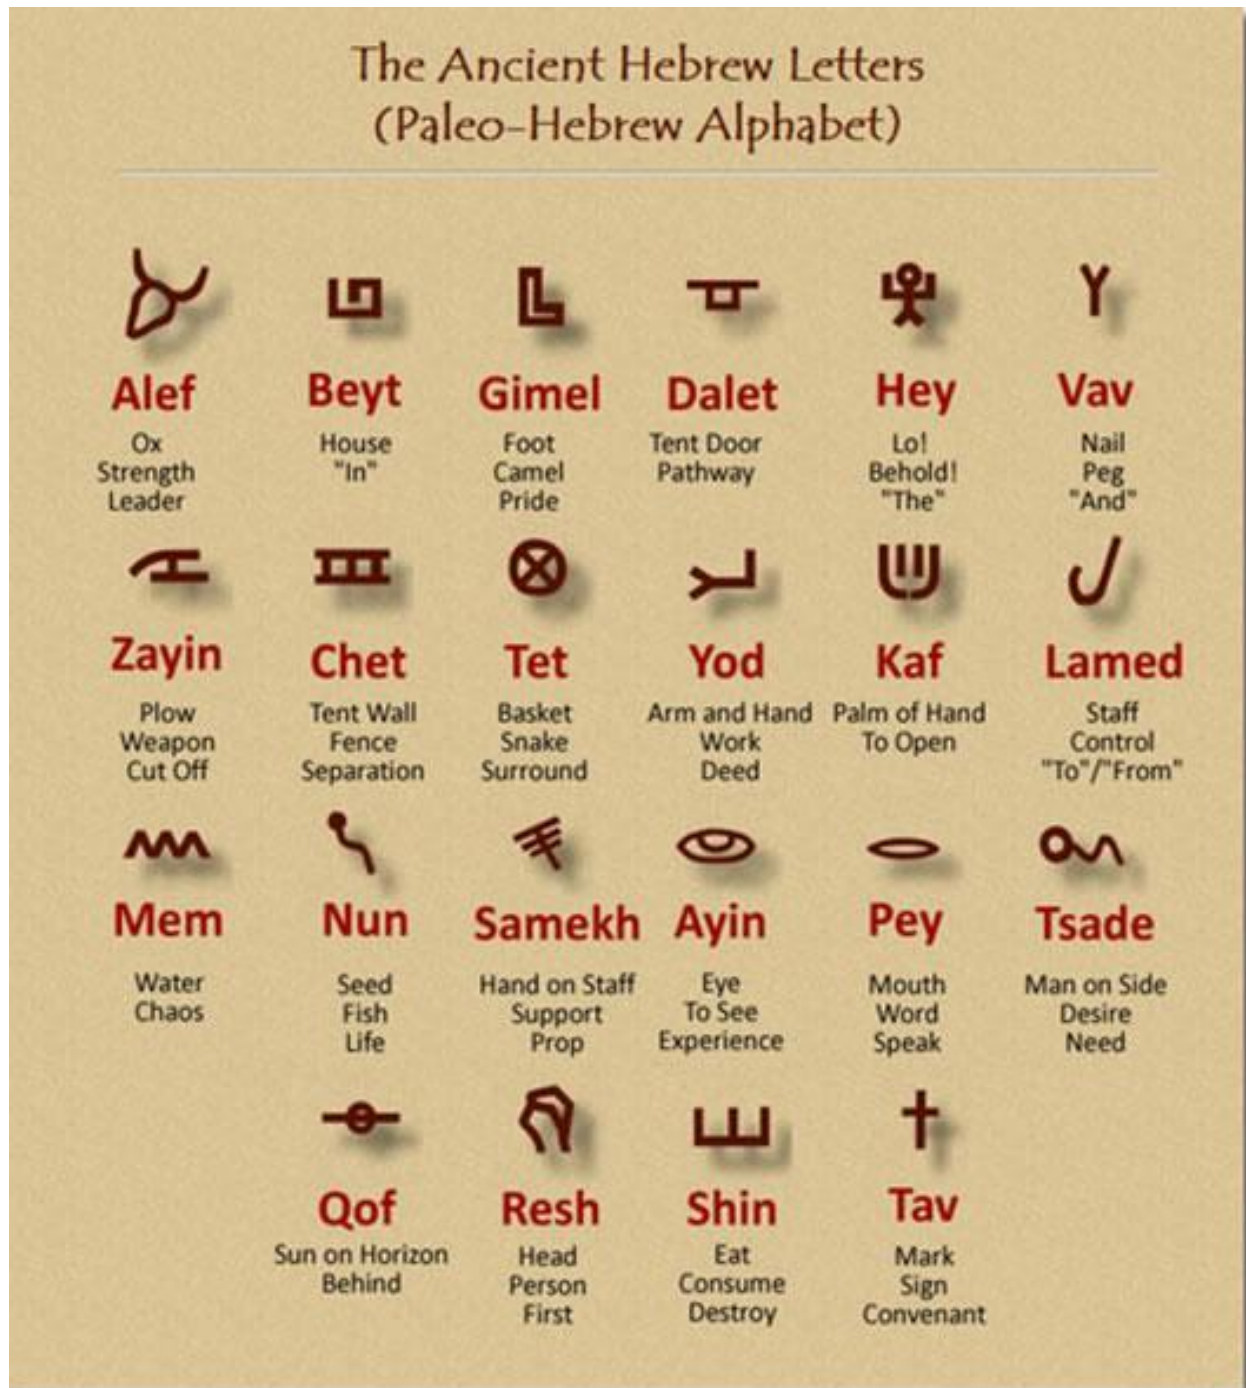 The Ancient Hebrew Letters
(Paleo-Hebrew Alphabet)
Alef
Ox
Strength
Leader
Beyt
House
"In"
Gimel
Foot
Camel
Pride
Dalet
Tent Door
Pathway
Hey
Lo!
Behold!
"The"
Vav
Nail
Peg
"And"
Zayin
Plow
Weapon
Cut Off
Chet
Tent Wall
Fence
Separation
Tet
Basket
Snake
Surround
Yod
Arm and Hand
Work
Deed
Kaf
Palm of Hand
To Open
Lamed
Staff
Control
"To"/"From"
Mem
Water
Chaos
Nun
Seed
Fish
Life
Samekh
Hand on Staff
Support
Prop
Ayin
Eye
To See
Experience
Pey
Mouth
Word
Speak
Tsade
Man on Side
Desire
Need
Qof
Sun on Horizon
Behind
Resh
Head
Person
First
Shin
Eat
Consume
Destroy
Tav
Mark
Sign
Convenant